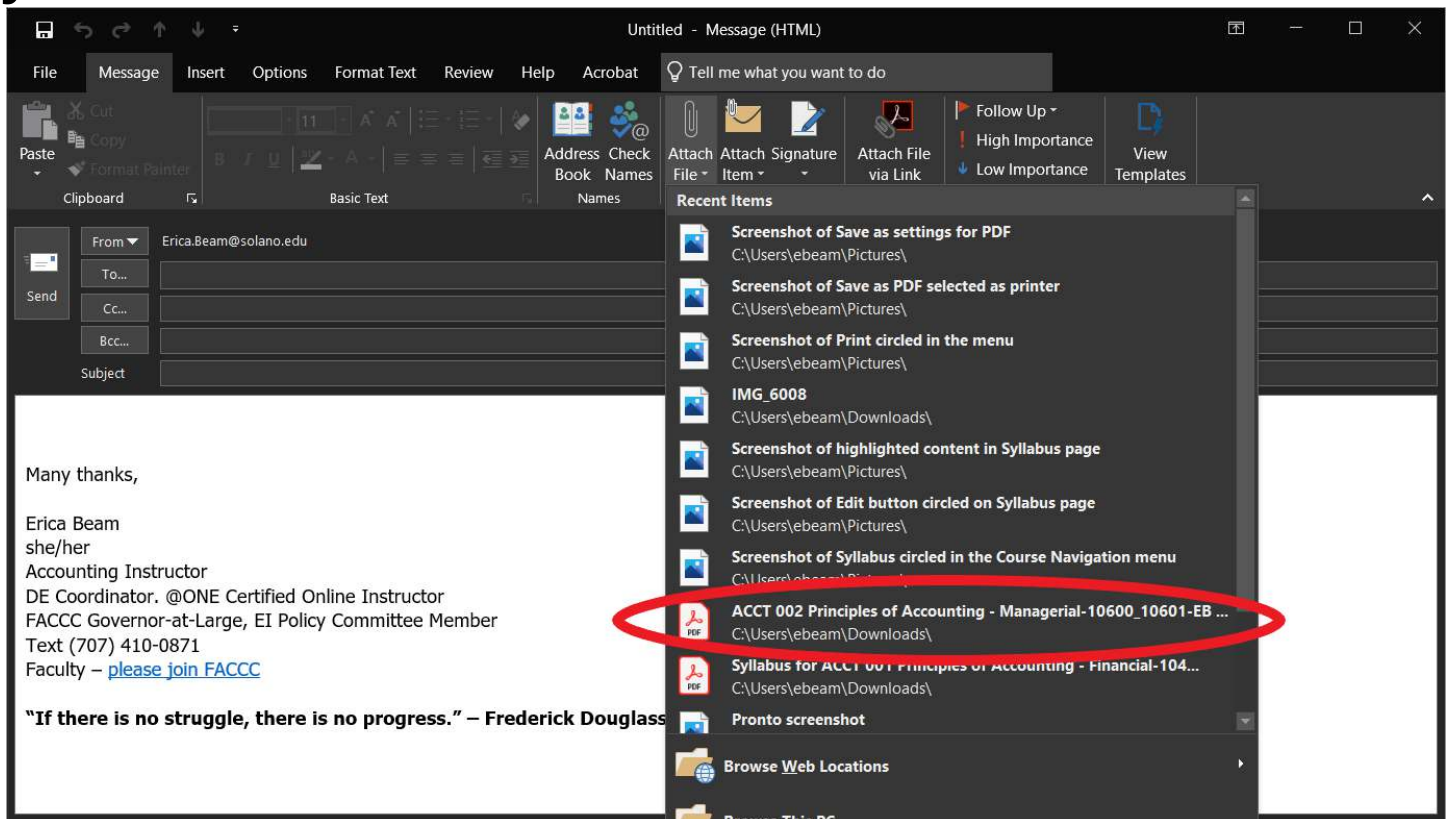 Untitled - Message (HTML)
File Message Insert Options Format Text Review Help Acrobat Tell me what you want to do
Paste
Cut
Copy
Format Painter
Clipboard
11
B I U
Basic Text
Address Book
Check Names
Names
Attach File
Attach Item
Signature
Attach File via Link
Follow Up
High Importance
Low Importance
View Templates
Send
From Erica.Beam@solano.edu
To...
Cc...
Bcc...
Subject
Many thanks,
Erica Beam
she/her
Accounting Instructor
DE Coordinator. @ONE Certified Online Instructor
FACCC Governor-at-Large, EI Policy Committee Member
Text (707) 410-0871
Faculty – please join FACCC
“If there is no struggle, there is no progress.” – Frederick Douglass
Recent Items
Screenshot of Save as settings for PDF
C:\Users\ebeam\Pictures\
Screenshot of Save as PDF selected as printer
C:\Users\ebeam\Pictures\
Screenshot of Print circled in the menu
C:\Users\ebeam\Pictures\
IMG_6008
C:\Users\ebeam\Downloads\
Screenshot of highlighted content in Syllabus page
C:\Users\ebeam\Pictures\
Screenshot of Edit button circled on Syllabus page
C:\Users\ebeam\Pictures\
Screenshot of Syllabus circled in the Course Navigation menu
C:\Users\ebeam\Pictures\
PDF
ACCT 002 Principles of Accounting - Managerial-10600_10601-EB ...
C:\Users\ebeam\Downloads\
PDF
Syllabus for ACCT 001 Principles of Accounting - Financial-104...
C:\Users\ebeam\Downloads\
Pronto screenshot
Browse Web Locations
Browse This PC